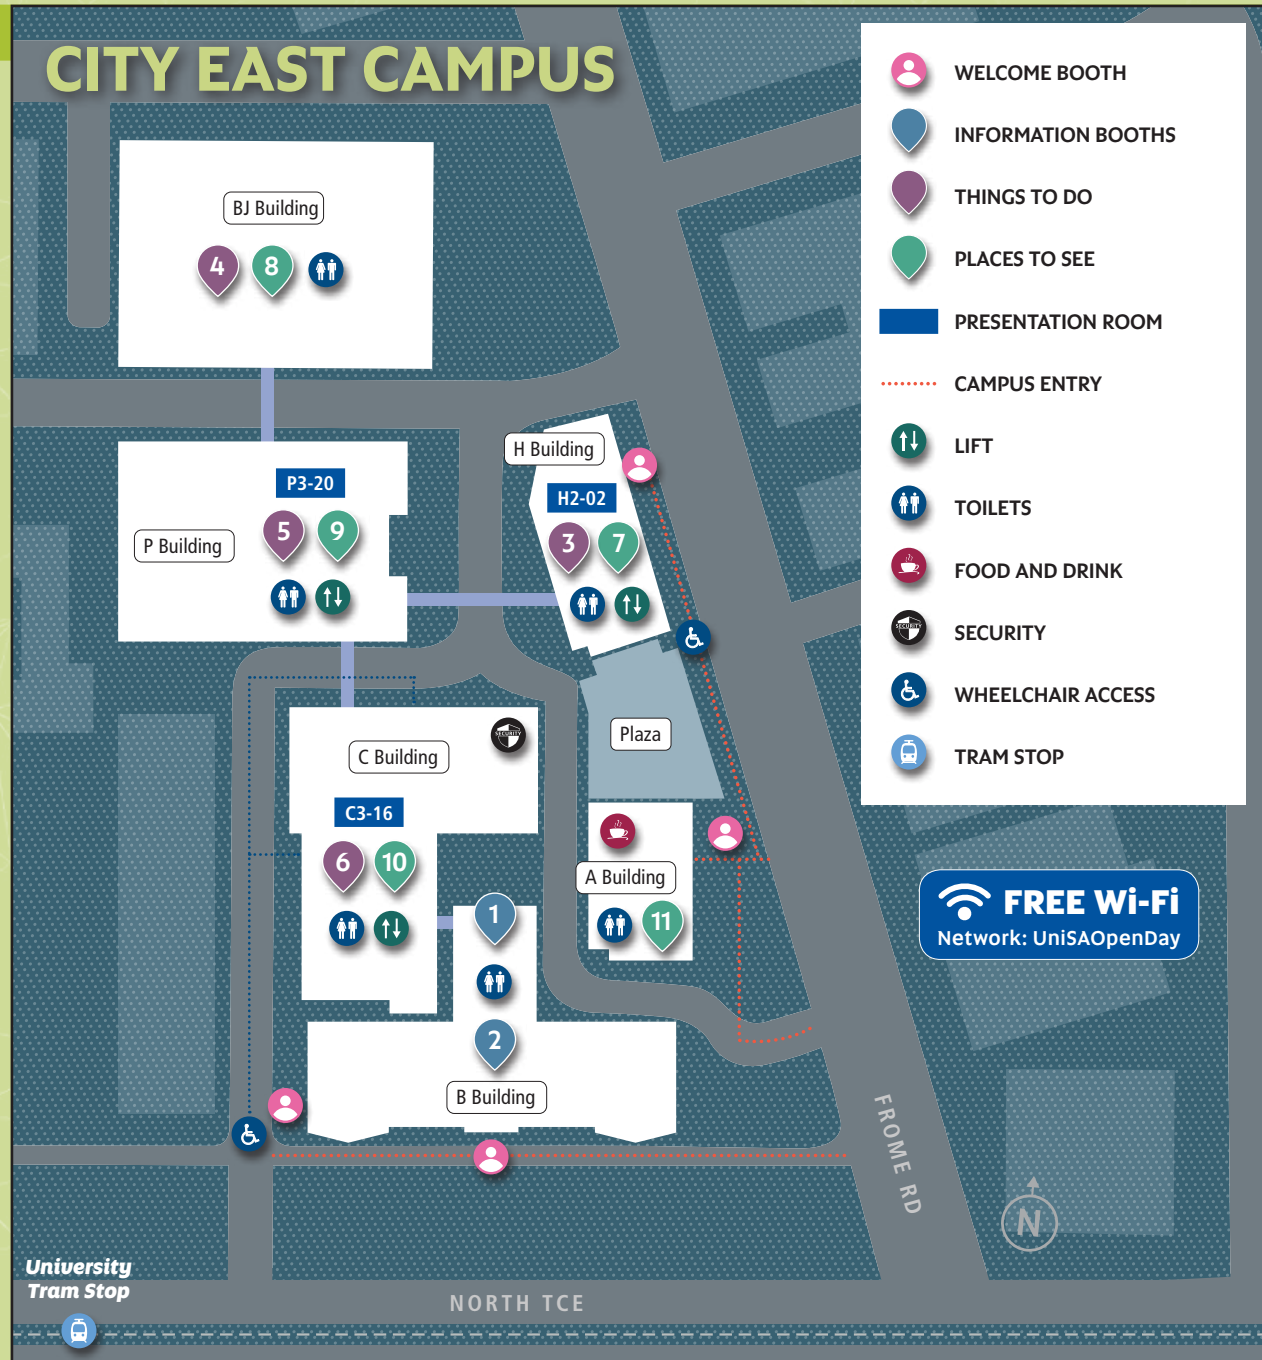 CITY EAST CAMPUS
WELCOME BOOTH
INFORMATION BOOTHS
THINGS TO DO
PLACES TO SEE
PRESENTATION ROOM
CAMPUS ENTRY
LIFT
TOILETS
FOOD AND DRINK
SECURITY
SECURITY
WHEELCHAIR ACCESS
TRAM STOP
BJ Building
4 8
H Building
P3-20
H2-02
5 9
P Building
3 7
Plaza
SECURITY
C Building
C3-16
6 10
A Building
11
1
2
B Building
FREE Wi-Fi
Network: UniSAOpenDay
FROME RD
N
University
Tram Stop
NORTH TCE